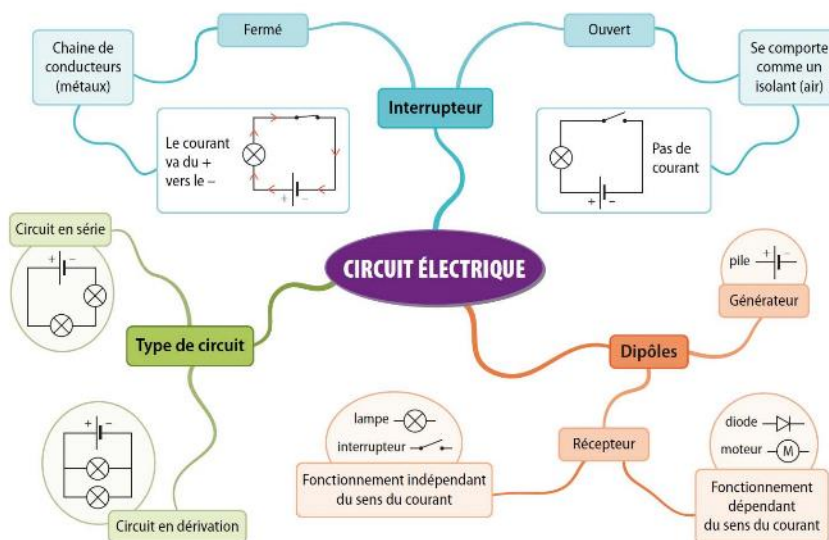 Fermé
Chaine de
conducteurs
(métaux)
Le courant
va du +
vers le –
+ –
Interrupteur
Ouvert
Se comporte
comme un
isolant (air)
Pas de
courant
+ –
CIRCUIT ÉLECTRIQUE
Circuit en série
+ –
Type de circuit
+ –
Circuit en dérivation
Dipôles
pile + –
Générateur
Récepteur
lampe
interrupteur
Fonctionnement indépendant
du sens du courant
diode
moteur M
Fonctionnement
dépendant
du sens du courant